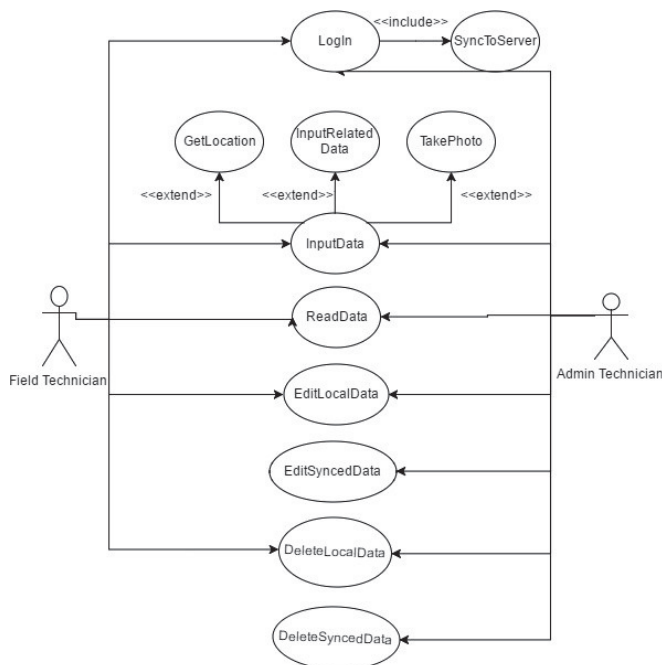 <<include>>
LogIn
SyncToServer
GetLocation
InputRelated
Data
TakePhoto
<<extend>>
<<extend>>
<<extend>>
InputData
ReadData
Field Technician
Admin Technician
EditLocalData
EditSyncedData
DeleteLocalData
DeleteSyncedData